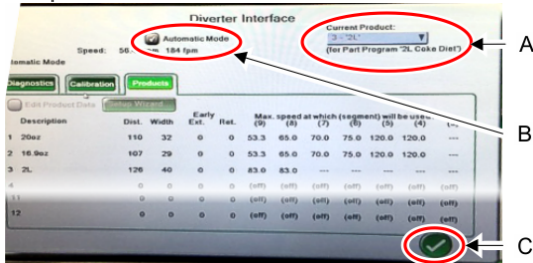 Diverter Interface
Automatic Mode
Current Product:
3 - "2L"
(for Part Program "2L Coke Diet")
A
Speed: 184 fpm
tomatic Mode
Diagnostics Calibration Products
Edit Product Data Setup Wizard
Description Dist. Width Early Ext. Ret. Max. speed at which (segment) will be used
(9) (8) (7) (6) (5) (4)
B
1 20oz 110 32 0 0 53.3 65.0 70.0 75.0 120.0 120.0 ---
2 16.9oz 107 29 0 0 53.3 65.0 70.0 75.0 120.0 120.0 ---
3 2L 126 40 0 0 83.0 83.0 --- --- --- --- ---
4 0 0 0 0 (off) (off) (off) (off) (off) (off) (off)
11 0 0 0 0 (off) (off) (off) (off) (off) (off) (off)
12 0 0 0 0 (off) (off) (off) (off) (off) (off) (off)
C